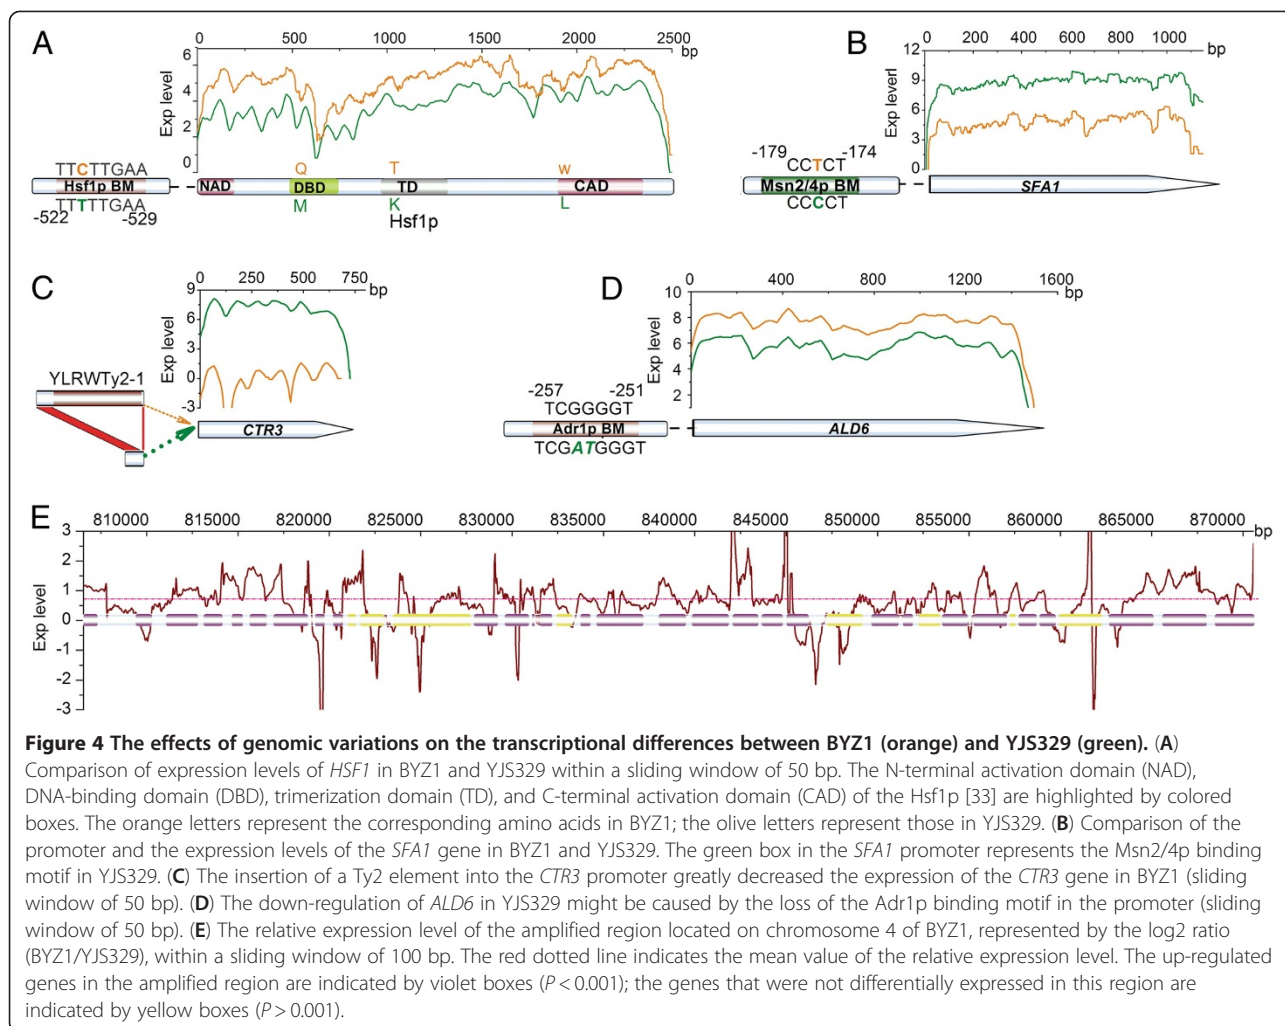 A
0 500 1000 1500 2000 2500 bp
6
4
2
0
Exp level
TTCTTGAA
Hsf1p BM
TTTTTGAA
-522 -529
Q T w
NAD DBD TD CAD
M K L
Hsf1p
B
0 200 400 600 800 1000 bp
12
9
6
3
0
Exp leverl
-179 -174
CCTCT
Msn2/4p BM
CCCCT
SFA1
C
0 250 500 750 bp
9
6
3
0
-3
Exp level
YLRWTy2-1
CTR3
D
0 400 800 1200 1600 bp
10
8
6
4
2
Exp level
-257 -251
TCGGGGT
Adr1p BM
TCGATGGGT
ALD6
E
810000 815000 820000 825000 830000 835000 840000 845000 850000 855000 860000 865000 870000 bp
3
2
1
0
-1
-2
-3
Exp level
Figure 4 The effects of genomic variations on the transcriptional differences between BYZ1 (orange) and YJS329 (green). (A)
Comparison of expression levels of HSF1 in BYZ1 and YJS329 within a sliding window of 50 bp. The N-terminal activation domain (NAD),
DNA-binding domain (DBD), trimerization domain (TD), and C-terminal activation domain (CAD) of the Hsf1p [33] are highlighted by colored
boxes. The orange letters represent the corresponding amino acids in BYZ1; the olive letters represent those in YJS329. (B) Comparison of the
promoter and the expression levels of the SFA1 gene in BYZ1 and YJS329. The green box in the SFA1 promoter represents the Msn2/4p binding
motif in YJS329. (C) The insertion of a Ty2 element into the CTR3 promoter greatly decreased the expression of the CTR3 gene in BYZ1 (sliding
window of 50 bp). (D) The down-regulation of ALD6 in YJS329 might be caused by the loss of the Adr1p binding motif in the promoter (sliding
window of 50 bp). (E) The relative expression level of the amplified region located on chromosome 4 of BYZ1, represented by the log2 ratio
(BYZ1/YJS329), within a sliding window of 100 bp. The red dotted line indicates the mean value of the relative expression level. The up-regulated
genes in the amplified region are indicated by violet boxes (P < 0.001); the genes that were not differentially expressed in this region are
indicated by yellow boxes (P > 0.001).